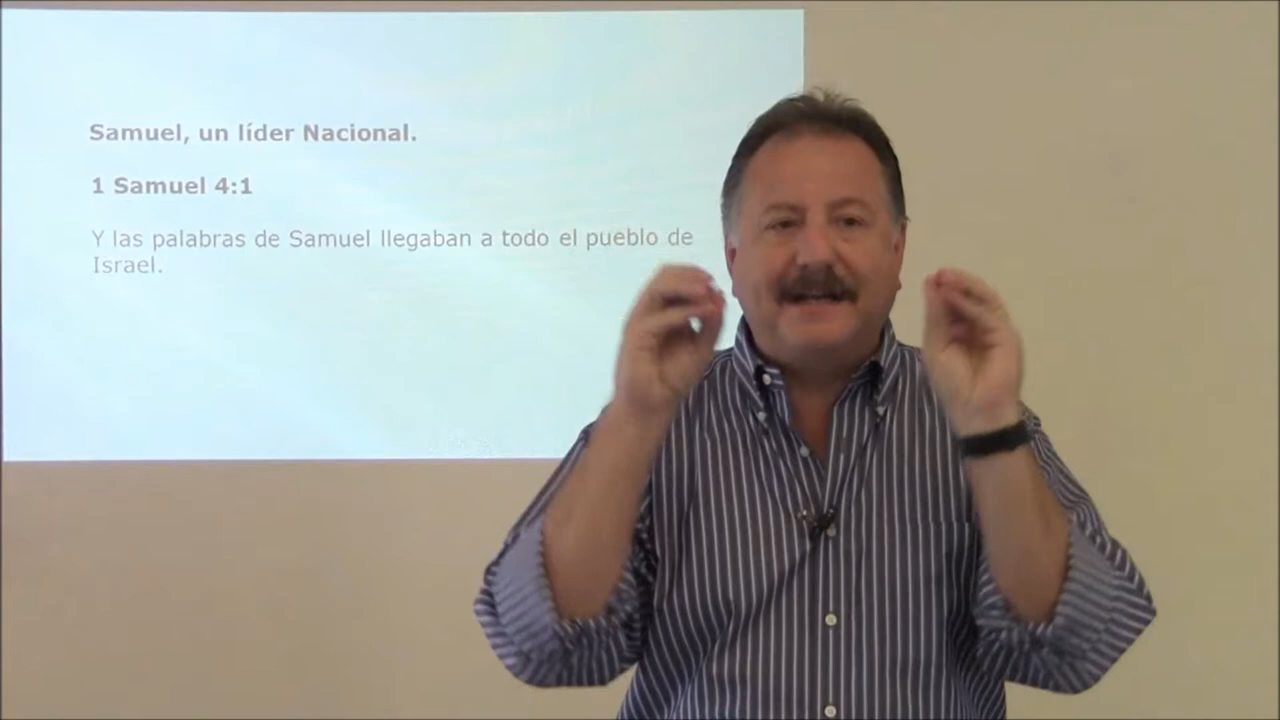 Samuel, un líder Nacional.
1 Samuel 4:1
Y las palabras de Samuel llegaban a todo el pueblo de
Israel.